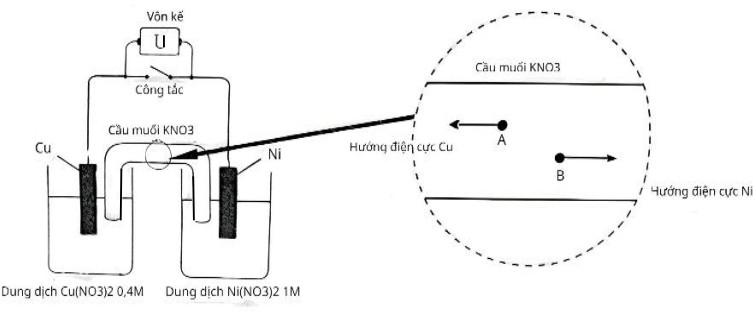 Vôn kế
U
Công tắc
Cầu muối KNO3
Cu
Ni
Dung dịch Cu(NO3)2 0,4M
Dung dịch Ni(NO3)2 1M
Cầu muối KNO3
A
B
Hướng điện cực Cu
Hướng điện cực Ni